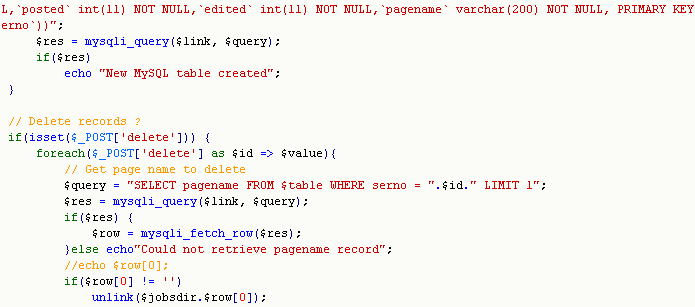 L,`posted` int(11) NOT NULL,`edited` int(11) NOT NULL,`pagename` varchar(200) NOT NULL, PRIMARY KEY
erno`))";
$res = mysqli_query($link, $query);
if($res)
echo "New MySQL table created";
}
// Delete records ?
if(isset($_POST['delete'])) {
foreach($_POST['delete'] as $id => $value){
// Get page name to delete
$query = "SELECT pagename FROM $table WHERE serno = ".$id." LIMIT 1";
$res = mysqli_query($link, $query);
if($res) {
$row = mysqli_fetch_row($res);
}else echo"Could not retrieve pagename record";
//echo $row[0];
if($row[0] != '')
unlink($jobsdir.$row[0]);